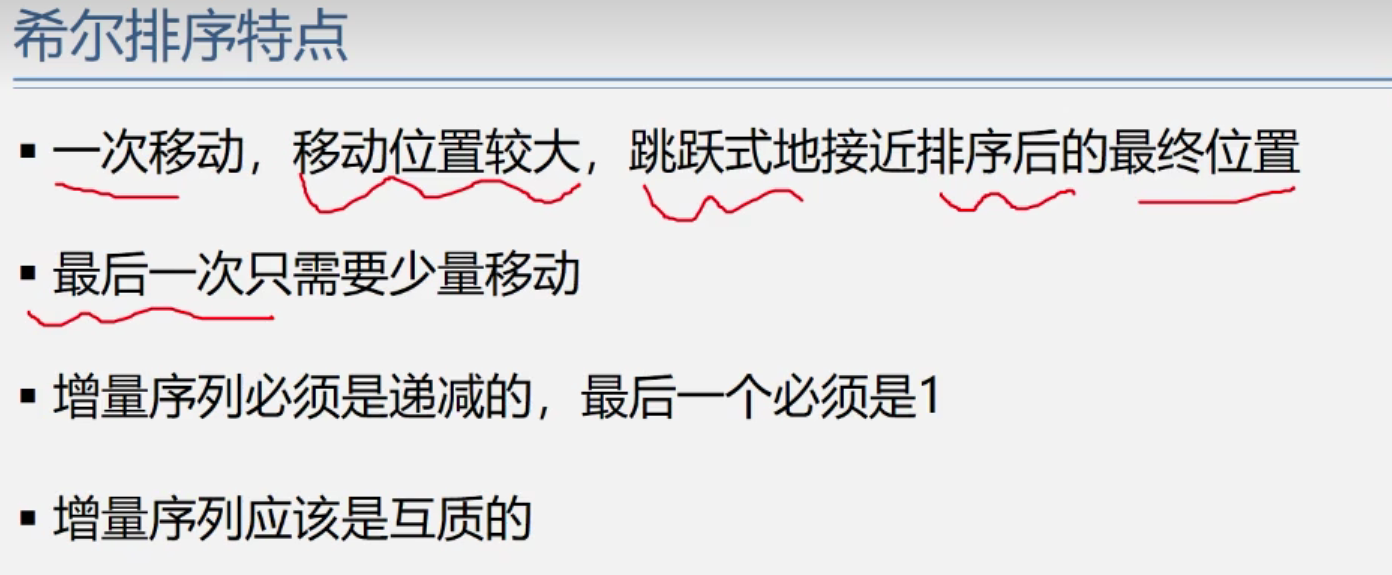 希尔排序特点
▪ 一次移动，移动位置较大，跳跃式地接近排序后的最终位置
▪ 最后一次只需要少量移动
▪ 增量序列必须是递减的，最后一个必须是1
▪ 增量序列应该是互质的